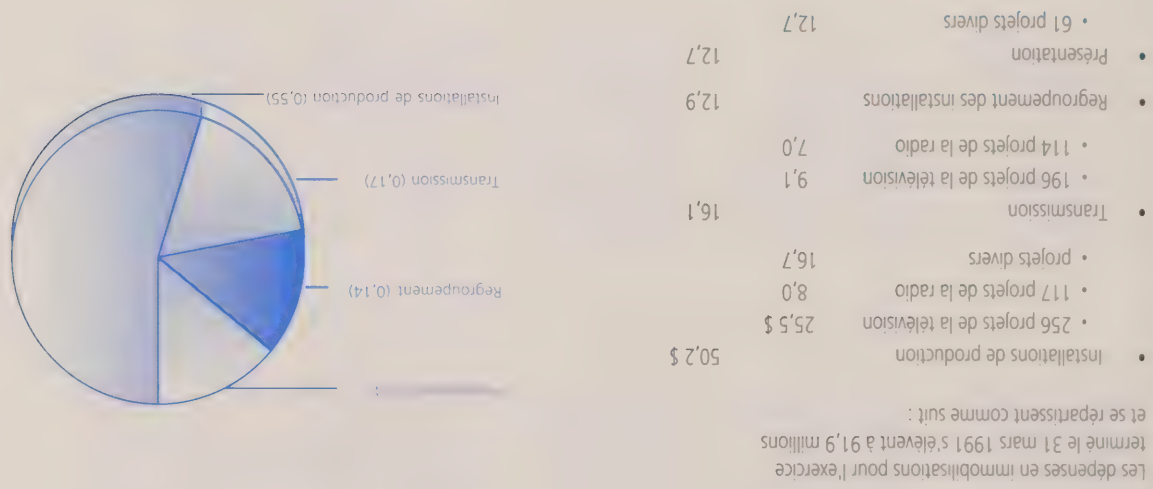 Les dépenses en immobilisations pour l'exercice
terminé le 31 mars 1991 s'élèvent à 91,9 millions
et se répartissent comme suit :
• Installations de production 50,2 $
• 256 projets de la télévision 25,5 $
• 117 projets de la radio 8,0
• projets divers 16,7
• Transmission 16,1
• 196 projets de la télévision 9,1
• 114 projets de la radio 7,0
• Regroupement des installations 12,9
• Présentation 12,7
• 61 projets divers 12,7
Regroupement (0,14)
Transmission (0,17)
Installations de production (0,55)